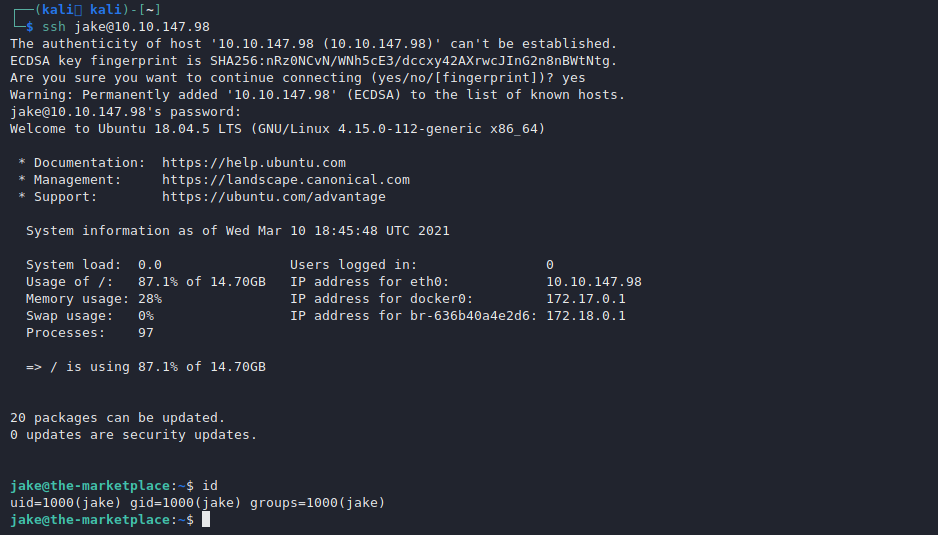 ┌──(kali㉿ kali)-[~]
└─$ ssh jake@10.10.147.98
The authenticity of host '10.10.147.98 (10.10.147.98)' can't be established.
ECDSA key fingerprint is SHA256:nRz0NCvN/WNh5cE3/dccxy42AXrwcJInG2n8nBWtNtg.
Are you sure you want to continue connecting (yes/no/[fingerprint])? yes
Warning: Permanently added '10.10.147.98' (ECDSA) to the list of known hosts.
jake@10.10.147.98's password:
Welcome to Ubuntu 18.04.5 LTS (GNU/Linux 4.15.0-112-generic x86_64)
* Documentation:  https://help.ubuntu.com
* Management:     https://landscape.canonical.com
* Support:        https://ubuntu.com/advantage
System information as of Wed Mar 10 18:45:48 UTC 2021
System load:  0.0                Users logged in:                0
Usage of /:   87.1% of 14.70GB   IP address for eth0:            10.10.147.98
Memory usage: 28%                IP address for docker0:         172.17.0.1
Swap usage:   0%                 IP address for br-636b40a4e2d6: 172.18.0.1
Processes:    97
=> / is using 87.1% of 14.70GB
20 packages can be updated.
0 updates are security updates.
jake@the-marketplace:~$ id
uid=1000(jake) gid=1000(jake) groups=1000(jake)
jake@the-marketplace:~$